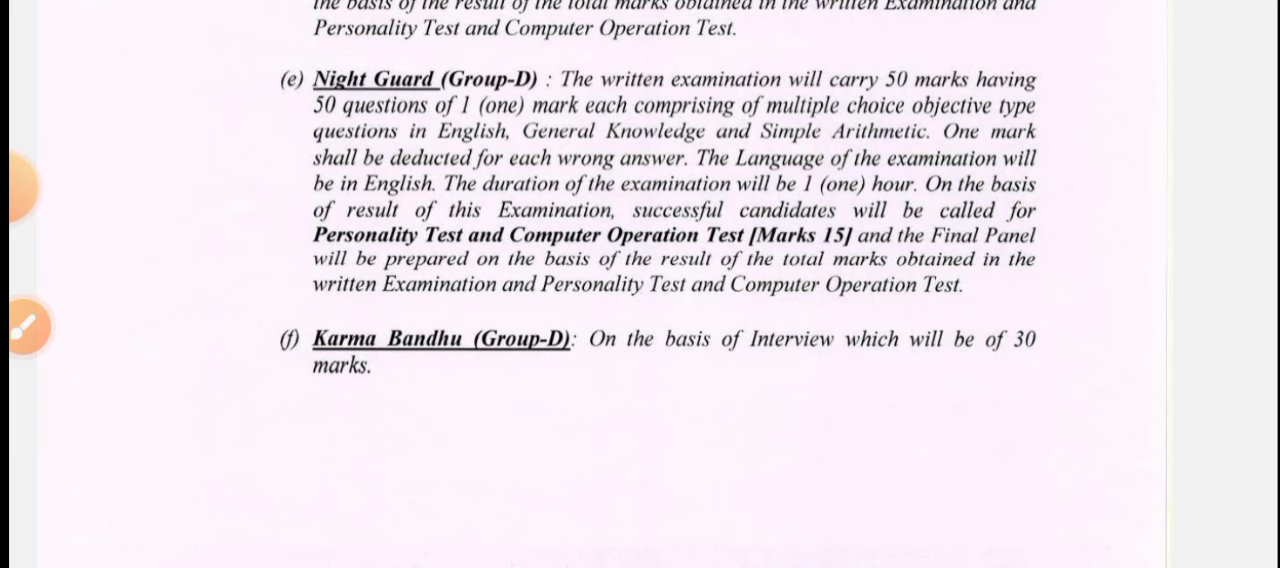 the basis of the result of the total marks obtained in the written Examination and
Personality Test and Computer Operation Test.
(e) Night Guard (Group-D) : The written examination will carry 50 marks having
50 questions of 1 (one) mark each comprising of multiple choice objective type
questions in English, General Knowledge and Simple Arithmetic. One mark
shall be deducted for each wrong answer. The Language of the examination will
be in English. The duration of the examination will be 1 (one) hour. On the basis
of result of this Examination, successful candidates will be called for
Personality Test and Computer Operation Test [Marks 15] and the Final Panel
will be prepared on the basis of the result of the total marks obtained in the
written Examination and Personality Test and Computer Operation Test.
(f) Karma Bandhu (Group-D): On the basis of Interview which will be of 30
marks.